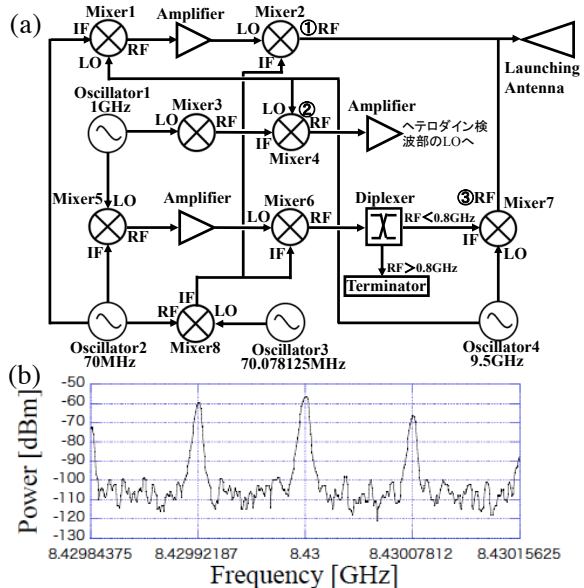 (a)
Mixer1
Amplifier
Mixer2
IF
RF
LO
①RF
LO
IF
Launching
Antenna
Oscillator1
1GHz
LO
Mixer3
RF
LO
②
IF
RF
Mixer4
Amplifier
ヘテロダイン検
波部のLOへ
Mixer5
LO
RF
IF
Amplifier
LO
Mixer6
RF
IF
Diplexer
RF<0.8GHz
RF>0.8GHz
Terminator
③RF
Mixer7
IF
LO
IF
RF
LO
Oscillator2
70MHz
Mixer8
Oscillator3
70.078125MHz
Oscillator4
9.5GHz
(b)
Power [dBm]
-50
-60
-70
-80
-90
-100
-110
-120
-130
8.42984375
8.42992187
8.43
8.43007812
8.43015625
Frequency [GHz]